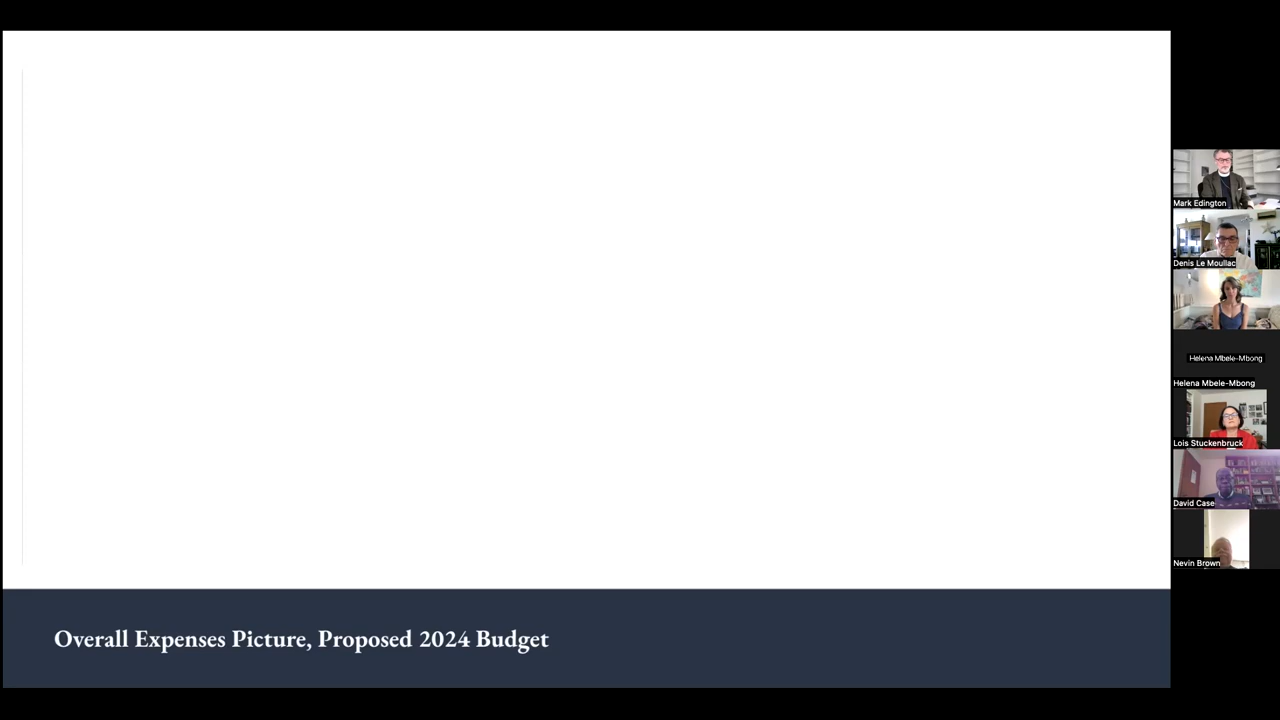 Mark Edington
Denis Le Moullac
Helena Mbele-Mbong
Helena Mbele-Mbong
Lois Stuckenbruck
David Case
Nevin Brown
Overall Expenses Picture, Proposed 2024 Budget